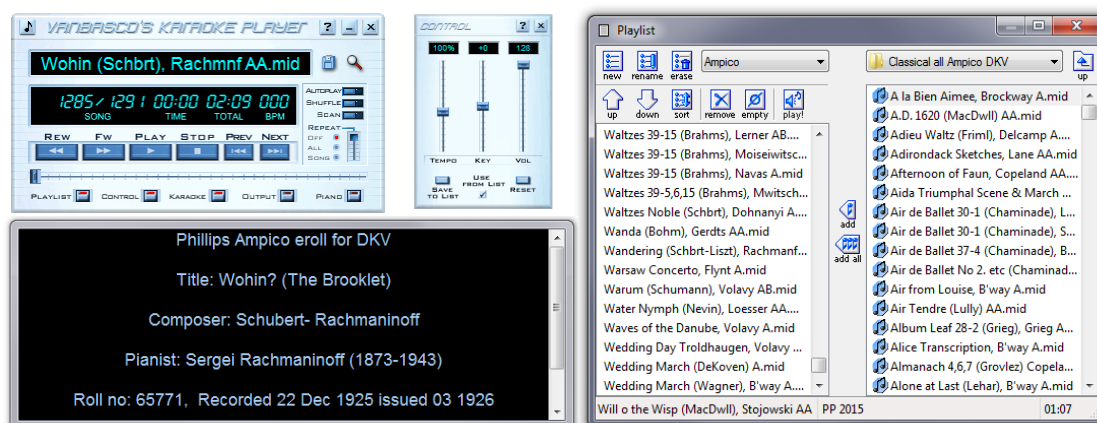 VANBASCO'S KARAOKE PLAYER
?
Wohin (Schbrt), Rachmnf AA.mid
1285/ 1291 00:00 02:09 000
SONG TIME TOTAL BPM
AUTOPLAY
SHUFFLE
SCAN
REPEAT
OFF
ALL
SONG
REW FW PLAY STOP PREV NEXT
PLAYLIST CONTROL KARAOKE OUTPUT PIANO
CONTROL ? x
100% +0 128
TEMPO KEY VOL
SAVE TO LIST
USE FROM LIST
RESET
Phillips Ampico eroll for DKV
Title: Wohin? (The Brooklet)
Composer: Schubert- Rachmaninoff
Pianist: Sergei Rachmaninoff (1873-1943)
Roll no: 65771, Recorded 22 Dec 1925 issued 03 1926
Playlist
new rename erase
Ampico
up down sort remove empty play!
Waltzes 39-15 (Brahms), Lerner AB....
Waltzes 39-15 (Brahms), Moiseiwitsc...
Waltzes 39-15 (Brahms), Navas A.mid
Waltzes 39-5,6,15 (Brahms), Mwitsch...
Waltzes Noble (Schbrt), Dohnanyi A....
Wanda (Bohm), Gerdts AA.mid
Wandering (Schbrt-Liszt), Rachmanf...
Warsaw Concerto, Flynt A.mid
Warum (Schumann), Volavy AB.mid
Water Nymph (Nevin), Loesser AA....
Waves of the Danube, Volavy A.mid
Wedding Day Troldhaugen, Volavy ...
Wedding March (DeKoven) A.mid
Wedding March (Wagner), B'way A....
add
add all
Classical all Ampico DKV
up
A la Bien Aimee, Brockway A.mid
A.D. 1620 (MacDwll) AA.mid
Adieu Waltz (Friml), Delcamp A....
Adirondack Sketches, Lane AA.mid
Afternoon of Faun, Copeland AA....
Aida Triumphal Scene & March ...
Air de Ballet 30-1 (Chaminade), L...
Air de Ballet 30-1 (Chaminade), S...
Air de Ballet 37-4 (Chaminade), B...
Air de Ballet No 2. etc (Chaminad...
Air from Louise, B'way A.mid
Air Tendre (Lully) AA.mid
Album Leaf 28-2 (Grieg), Grieg A...
Alice Transcription, B'way A.mid
Almanach 4,6,7 (Grovlez) Copela...
Alone at Last (Lehar), B'way A.mid
Will o the Wisp (MacDwll), Stojowski AA PP 2015 01:07